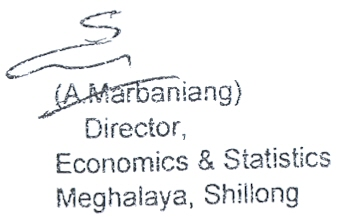 (A.Marbaniang)
Director,
Economics & Statistics
Meghalaya, Shillong